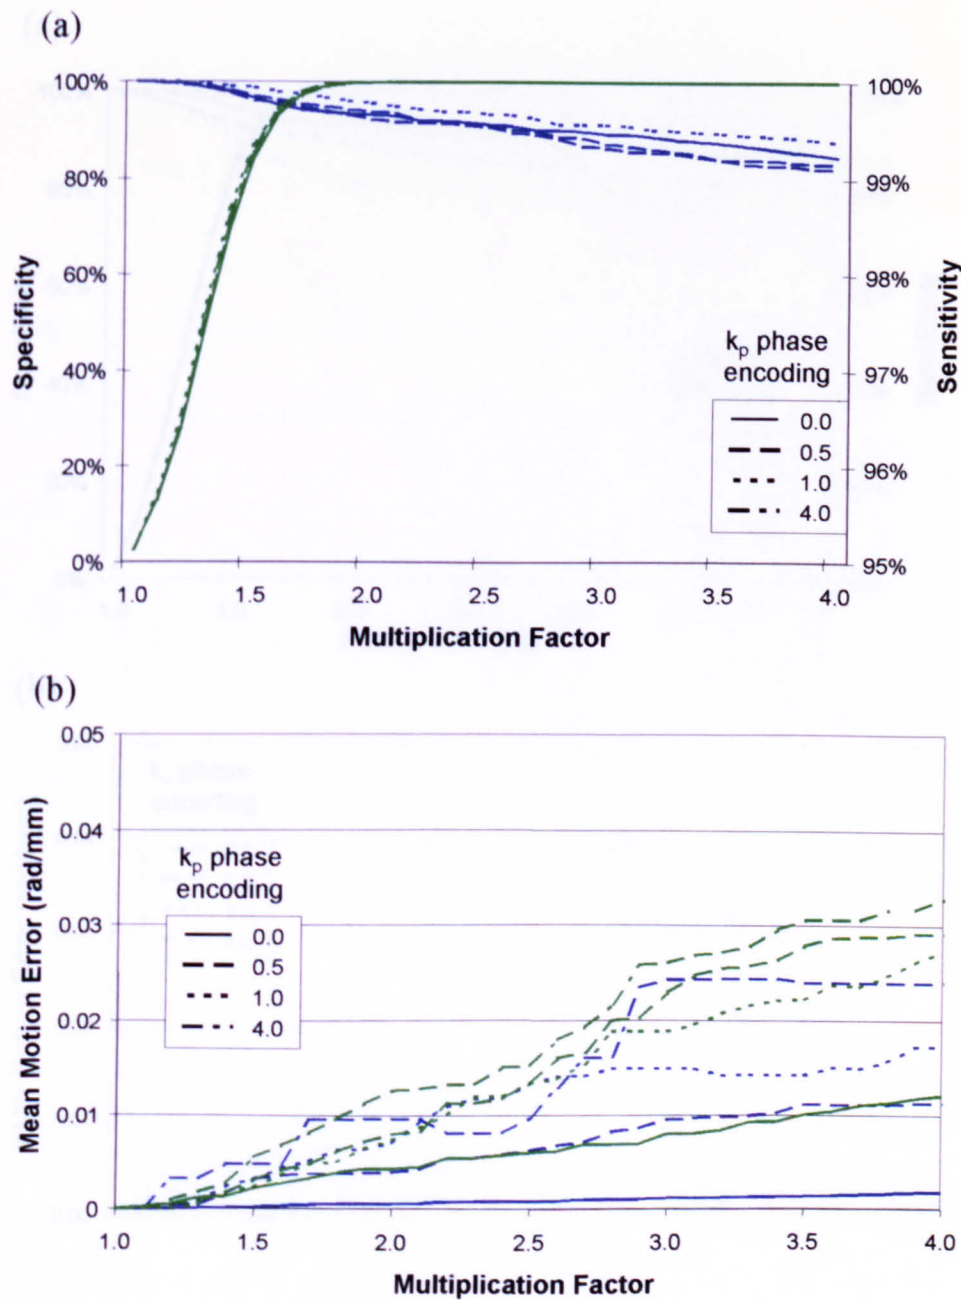 (a)
100%
80%
60%
40%
20%
0%
Specificity
100%
99%
98%
97%
96%
95%
Sensitivity
k_p phase
encoding
0.0
0.5
1.0
4.0
1.0 1.5 2.0 2.5 3.0 3.5 4.0
Multiplication Factor
(b)
0.05
0.04
0.03
0.02
0.01
0
Mean Motion Error (rad/mm)
k_p phase
encoding
0.0
0.5
1.0
4.0
1.0 1.5 2.0 2.5 3.0 3.5 4.0
Multiplication Factor